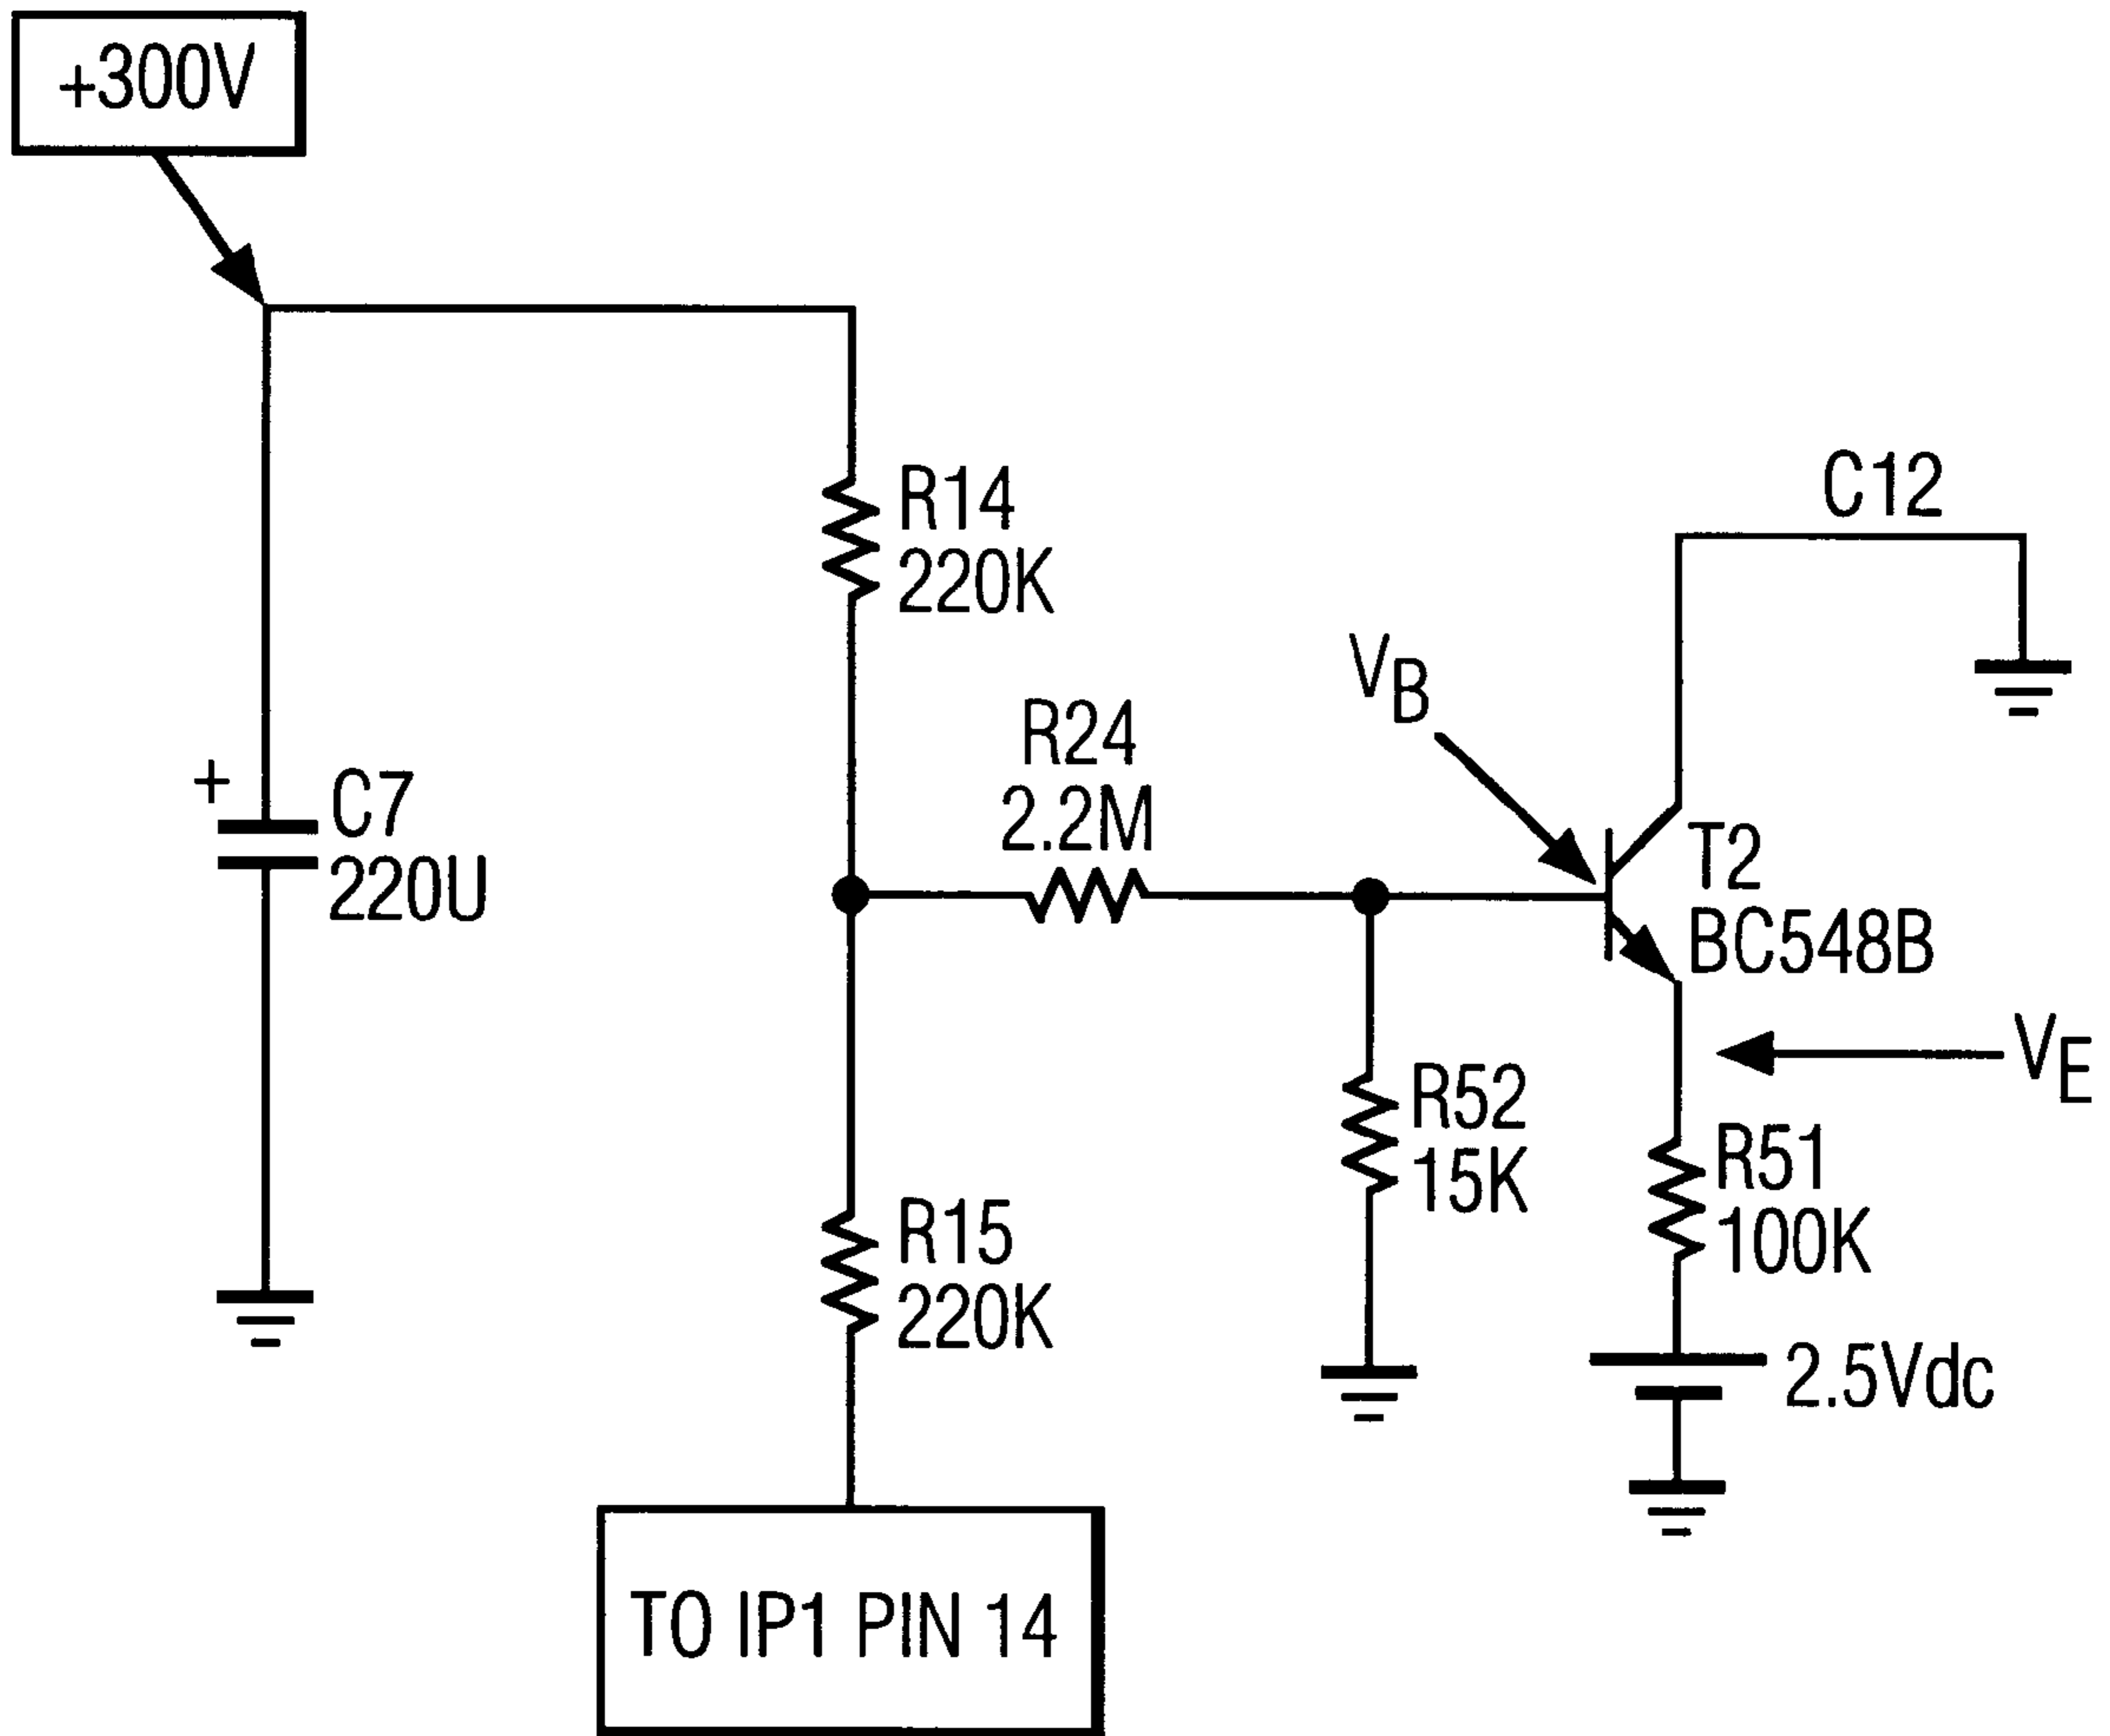 +300V
R14
220K
C12
VB
R24
2.2M
+
C7
220U
T2
BC548B
VE
R52
15K
R51
100K
R15
220K
2.5Vdc
TO IP1 PIN 14